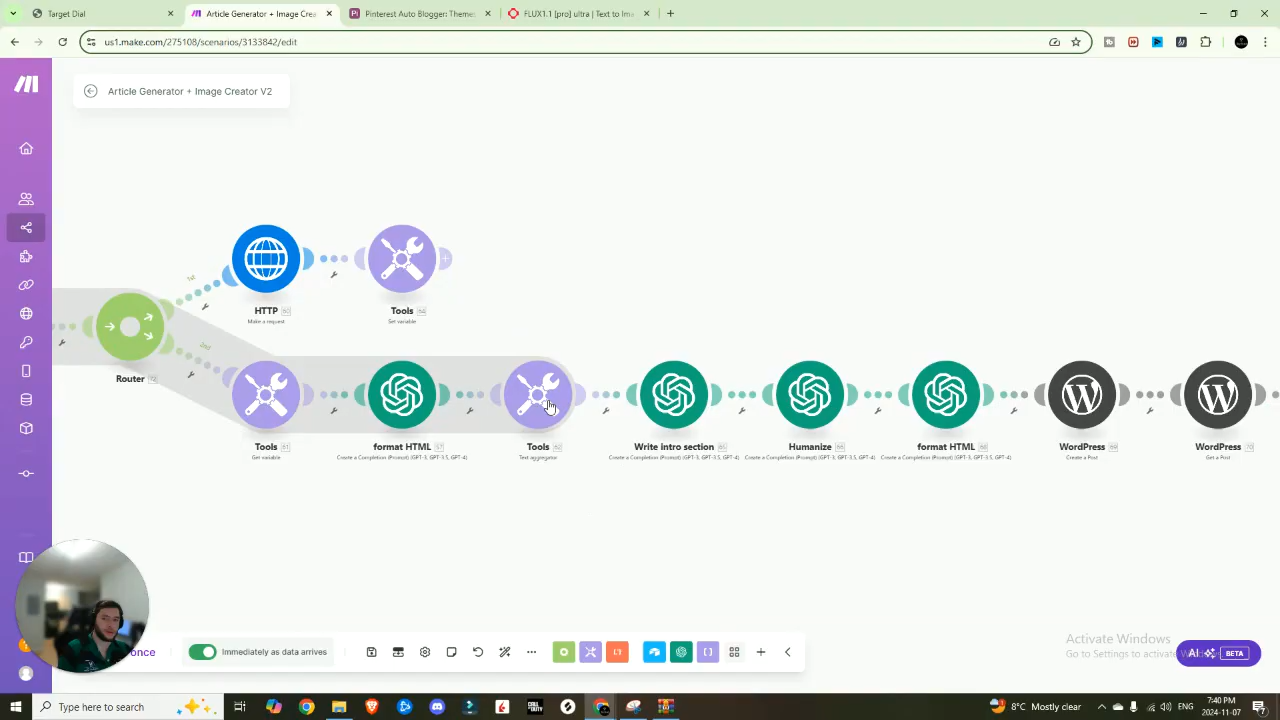 Target Dial
Article Generator + Image Crea
Pinterest Auto Blogger: Theme
FLUX1.1 [pro] ultra | Text to Ima
us1.make.com/275108/scenarios/3133842/edit
Article Generator + Image Creator V2
1st
HTTP
Make a request
Tools
Set variable
2nd
Router
Tools
Get variable
format HTML
Create a Completion (Prompt) (GPT-3, GPT-3.5, GPT-4)
Tools
Text aggregator
Write intro section
Create a Completion (Prompt) (GPT-3, GPT-3.5, GPT-4)
Humanize
Create a Completion (Prompt) (GPT-3, GPT-3.5, GPT-4)
format HTML
Create a Completion (Prompt) (GPT-3, GPT-3.5, GPT-4)
WordPress
Create a Post
WordPress
Get a Post
once
Immediately as data arrives
Activate Windows
Go to Settings to activate
AI
BETA
Type here to search
8°C Mostly clear
ENG
7:40 PM
2024-11-07